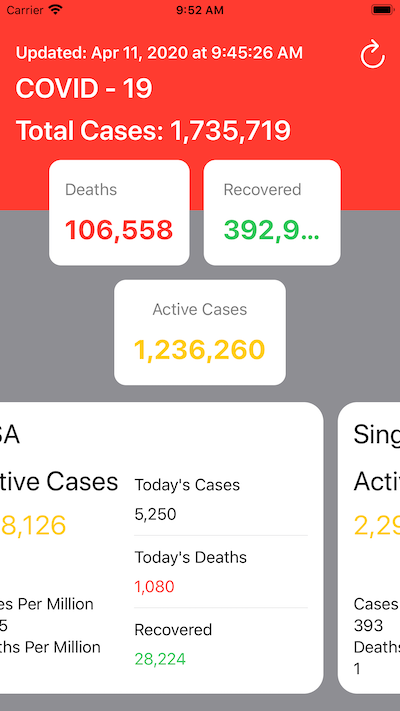 Carrier 9:52 AM
Updated: Apr 11, 2020 at 9:45:26 AM
COVID - 19
Total Cases: 1,735,719
Deaths Recovered
106,558 392,9...
Active Cases
1,236,260
SA
tive Cases
8,126
es Per Million
5
ths Per Million
Today's Cases
5,250
Today's Deaths
1,080
Recovered
28,224
Sing
Acti
2,29
Cases
393
Deaths
1